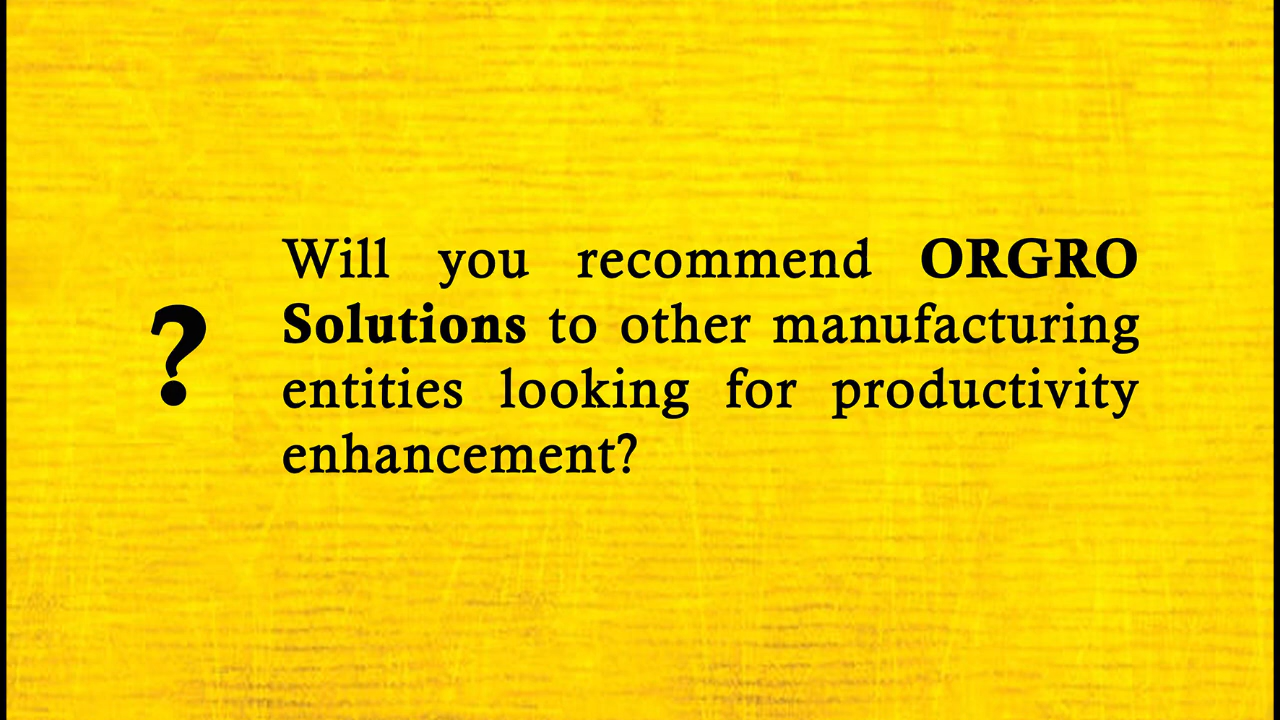 ?
Will you recommend ORGRO
Solutions to other manufacturing
entities looking for productivity
enhancement?